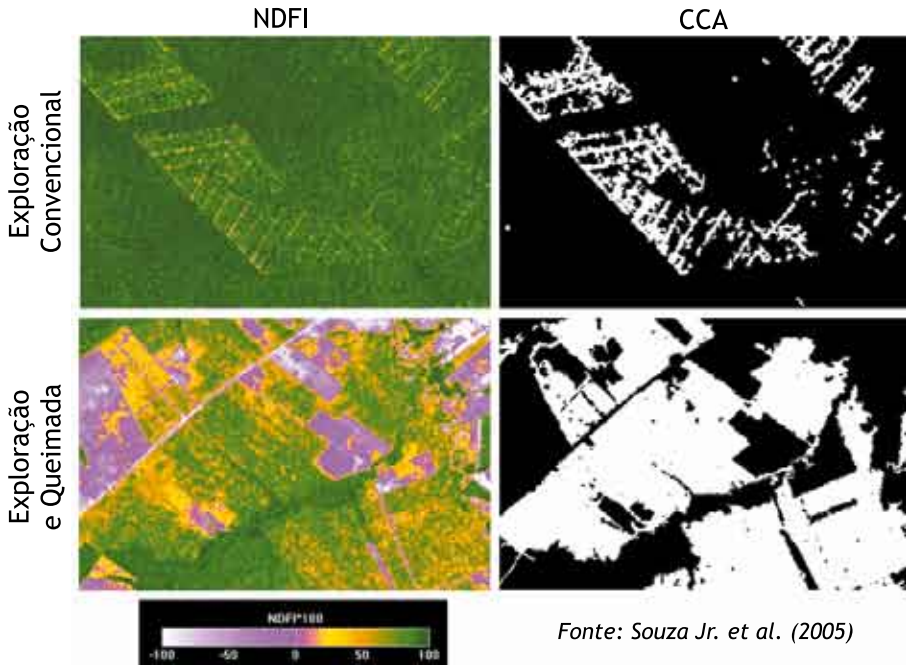 NDFI
CCA
Exploração
Convencional
Exploração
e Queimada
NDFI*100
-100 -50 0 50 100
Fonte: Souza Jr. et al. (2005)